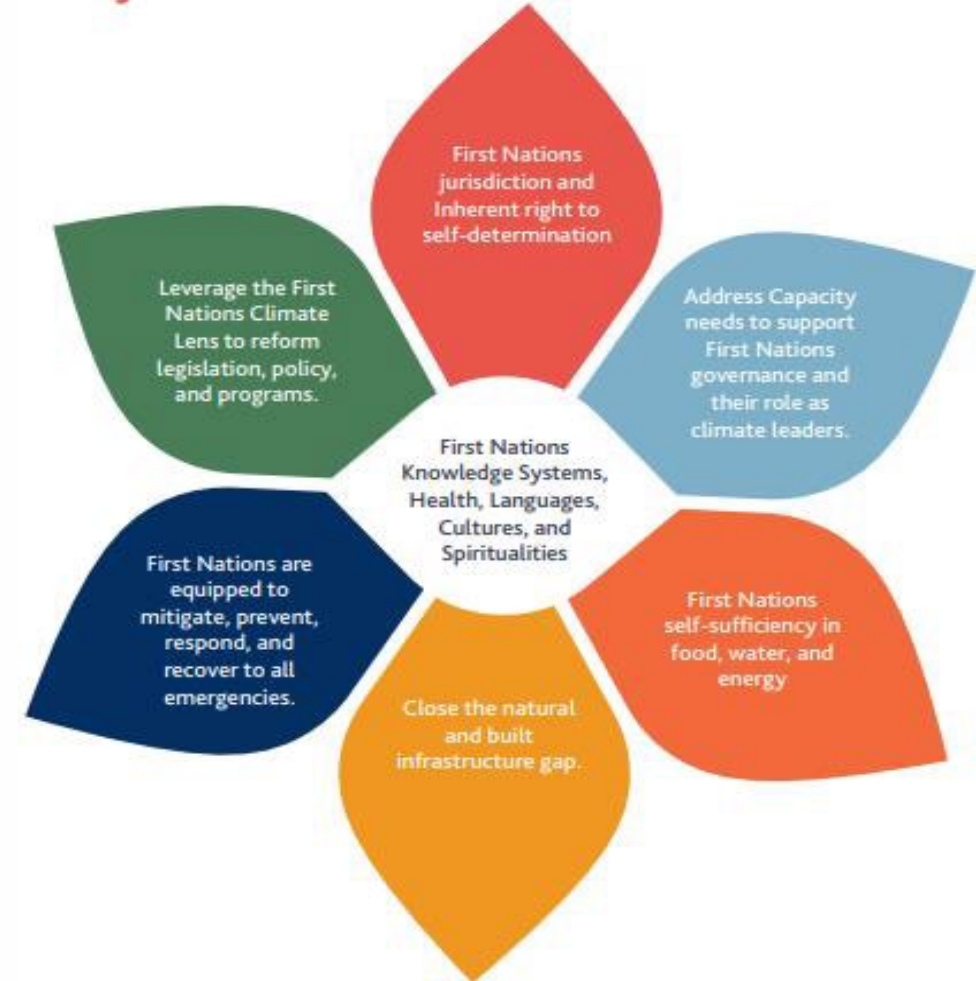 First Nations
jurisdiction and
Inherent right to
self-determination
Address Capacity
needs to support
First Nations
governance and
their role as
climate leaders.
First Nations
self-sufficiency in
food, water, and
energy
Close the natural
and built
infrastructure gap.
First Nations are
equipped to
mitigate, prevent,
respond, and
recover to all
emergencies.
Leverage the First
Nations Climate
Lens to reform
legislation, policy,
and programs.
First Nations
Knowledge Systems,
Health, Languages,
Cultures, and
Spiritualities